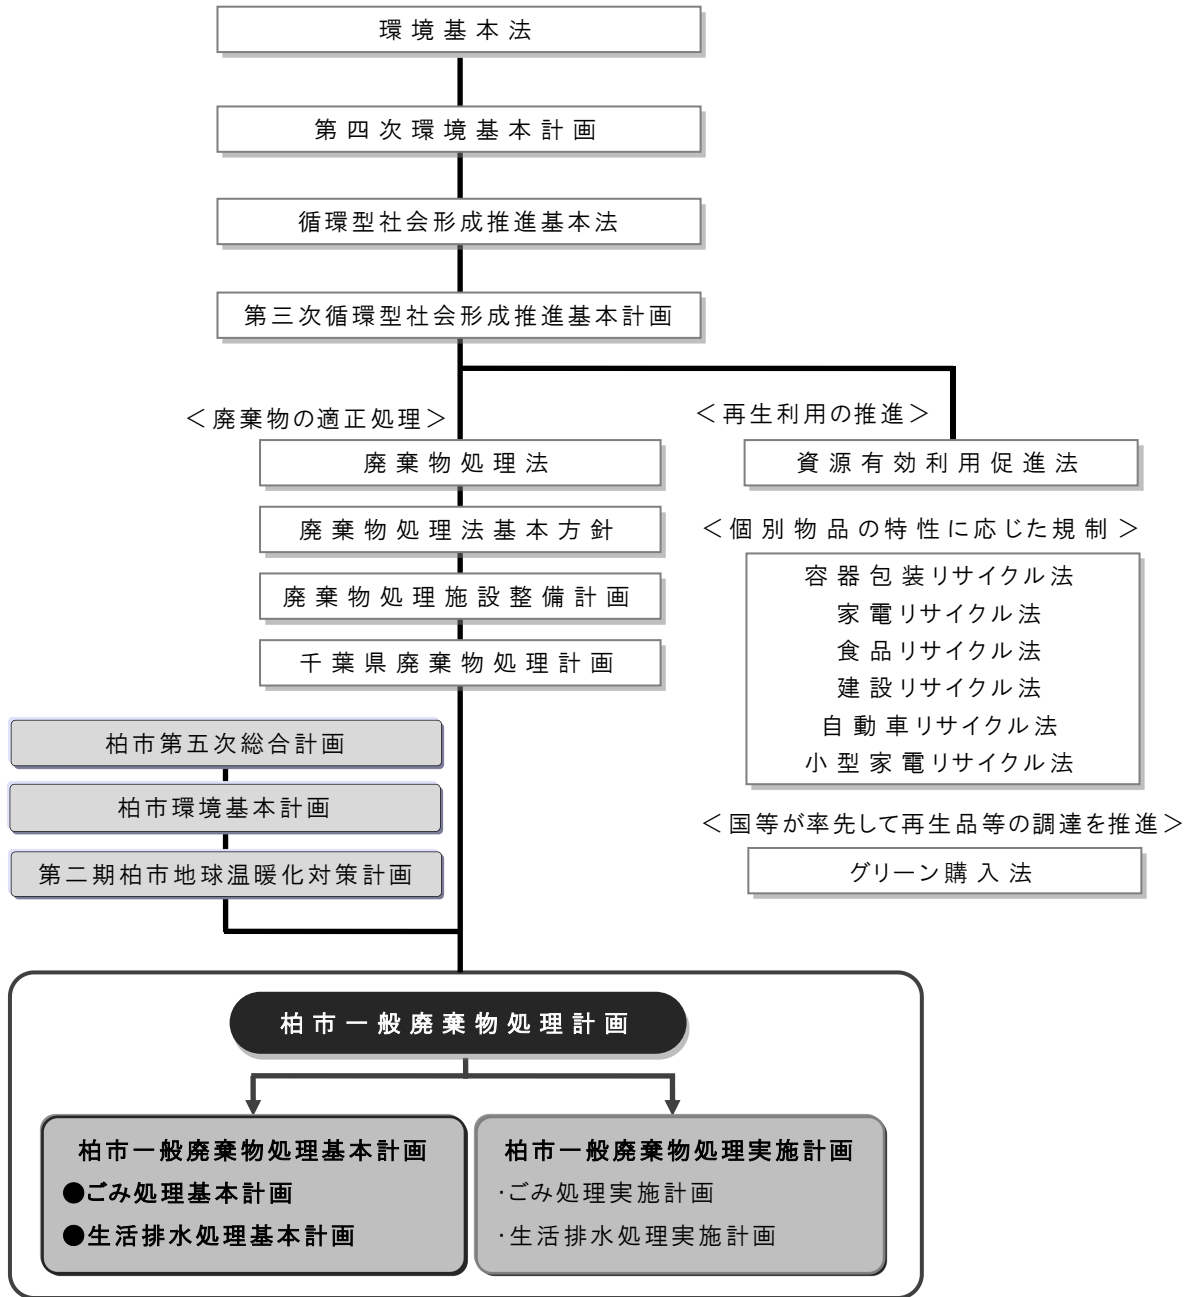 環境基本法
第四次環境基本計画
循環型社会形成推進基本法
第三次循環型社会形成推進基本計画
＜廃棄物の適正処理＞
廃棄物処理法
廃棄物処理法基本方針
廃棄物処理施設整備計画
千葉県廃棄物処理計画
＜再生利用の推進＞
資源有効利用促進法
＜個別物品の特性に応じた規制＞
容器包装リサイクル法
家電リサイクル法
食品リサイクル法
建設リサイクル法
自動車リサイクル法
小型家電リサイクル法
＜国等が率先して再生品等の調達を推進＞
グリーン購入法
柏市第五次総合計画
柏市環境基本計画
第二期柏市地球温暖化対策計画
柏市一般廃棄物処理計画
柏市一般廃棄物処理基本計画
●ごみ処理基本計画
●生活排水処理基本計画
柏市一般廃棄物処理実施計画
・ごみ処理実施計画
・生活排水処理実施計画